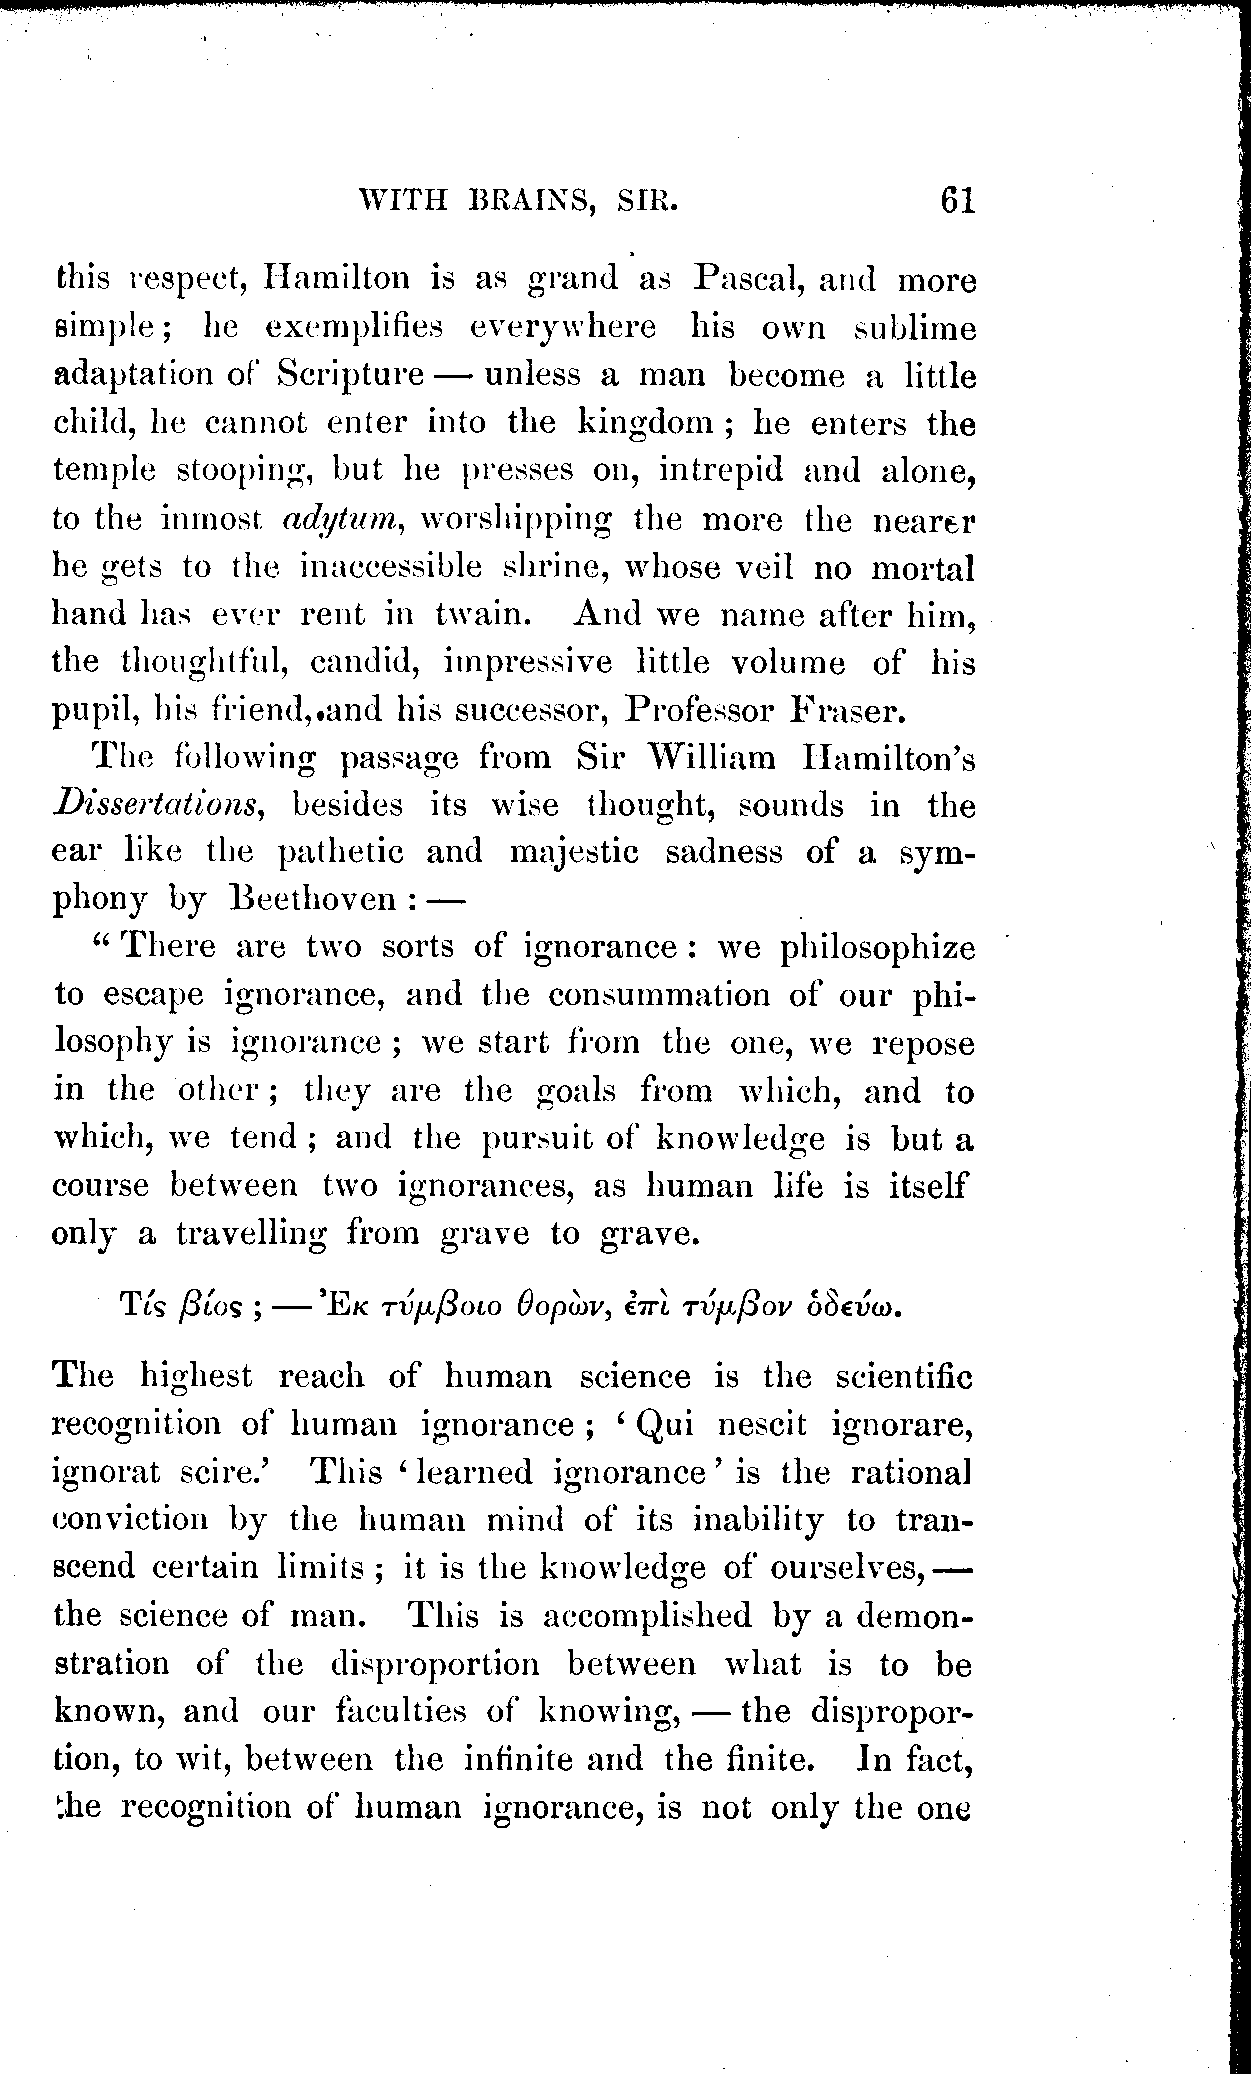 WITH BRAINS, SIR. 61
this respect, Hamilton is as grand as Pascal, and more
simple; he exemplifies everywhere his own sublime
adaptation of Scripture — unless a man become a little
child, he cannot enter into the kingdom; he enters the
temple stooping, but he presses on, intrepid and alone,
to the inmost adytum, worshipping the more the nearer
he gets to the inaccessible shrine, whose veil no mortal
hand has ever rent in twain. And we name after him,
the thoughtful, candid, impressive little volume of his
pupil, his friend, and his successor, Professor Fraser.
The following passage from Sir William Hamilton's
Dissertations, besides its wise thought, sounds in the
ear like the pathetic and majestic sadness of a sym-
phony by Beethoven: —
“There are two sorts of ignorance: we philosophize
to escape ignorance, and the consummation of our phi-
losophy is ignorance; we start from the one, we repose
in the other; they are the goals from which, and to
which, we tend; and the pursuit of knowledge is but a
course between two ignorances, as human life is itself
only a travelling from grave to grave.
Τίς βίος; — Ἐκ τύμβοιο θορὼν, ἐπὶ τύμβον ὁδεύω.
The highest reach of human science is the scientific
recognition of human ignorance; ‘Qui nescit ignorare,
ignorat scire.’ This ‘learned ignorance’ is the rational
conviction by the human mind of its inability to tran-
scend certain limits; it is the knowledge of ourselves,—
the science of man. This is accomplished by a demon-
stration of the disproportion between what is to be
known, and our faculties of knowing, — the dispropor-
tion, to wit, between the infinite and the finite. In fact,
the recognition of human ignorance, is not only the one